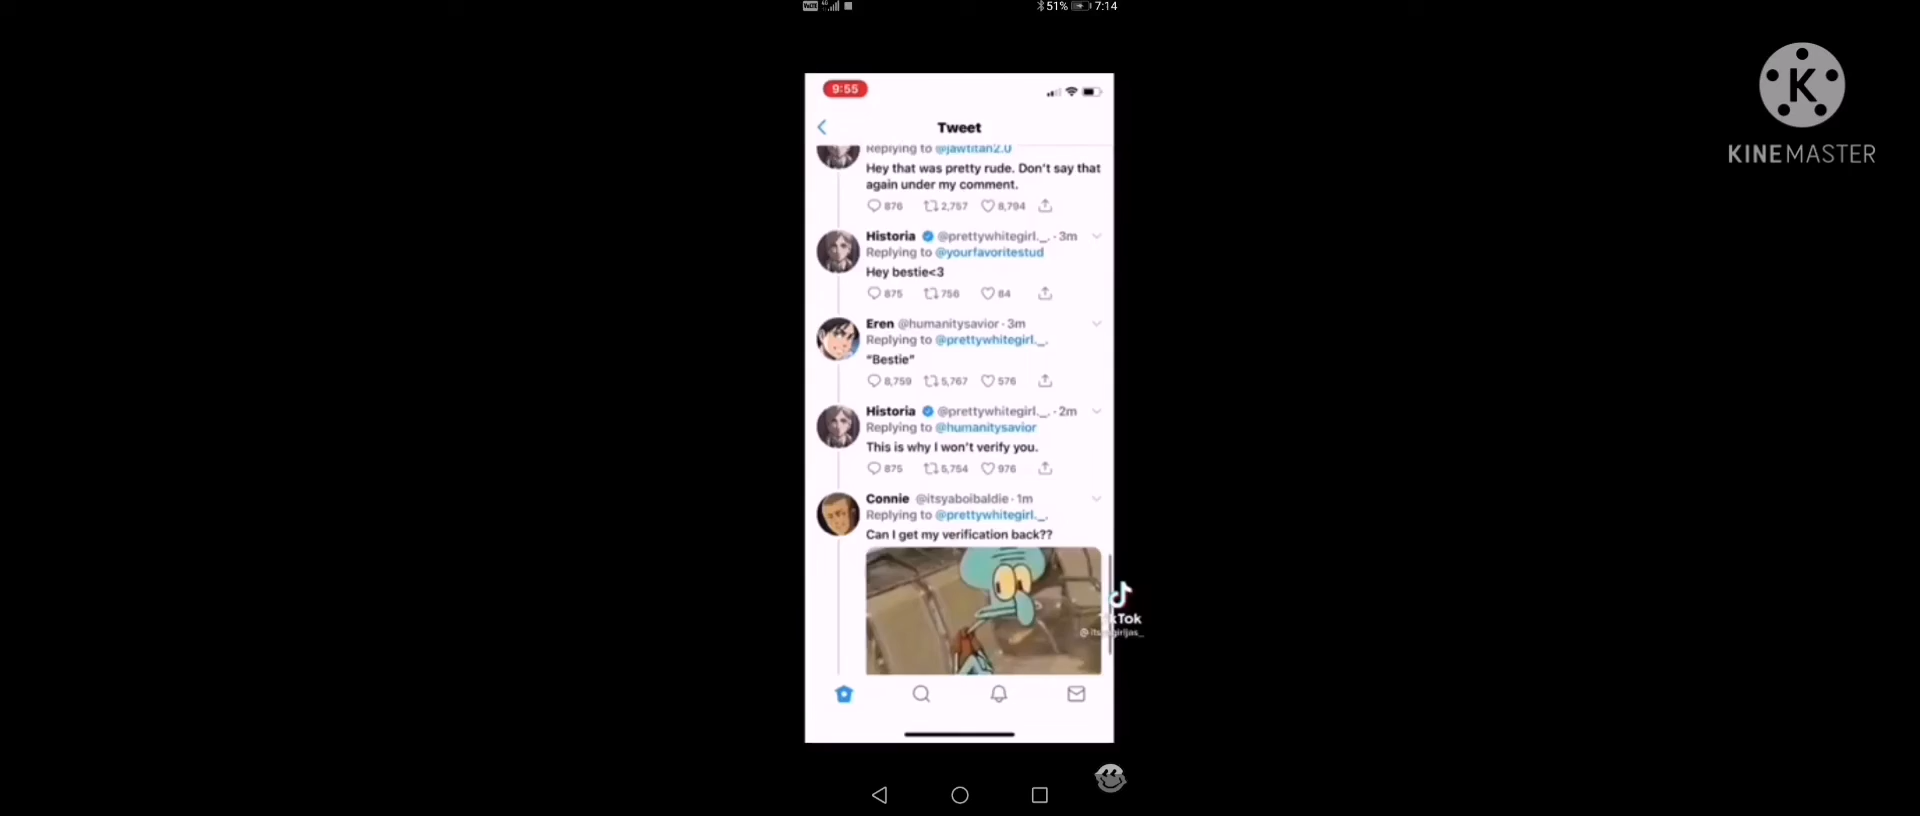 51% 7:14
K
KINEMASTER
9:55
Tweet
Replying to @jawtitan2.0
Hey that was pretty rude. Don't say that
again under my comment.
876 2,757 8,794
Historia @prettywhitegirl._. · 3m
Replying to @yourfavoritestud
Hey bestie<3
875 756 84
Eren @humanitysavior · 3m
Replying to @prettywhitegirl._.
"Bestie"
8,759 5,767 576
Historia @prettywhitegirl._. · 2m
Replying to @humanitysavior
This is why I won't verify you.
875 5,754 976
Connie @itsyaboibaldie · 1m
Replying to @prettywhitegirl._.
Can I get my verification back??
kTok